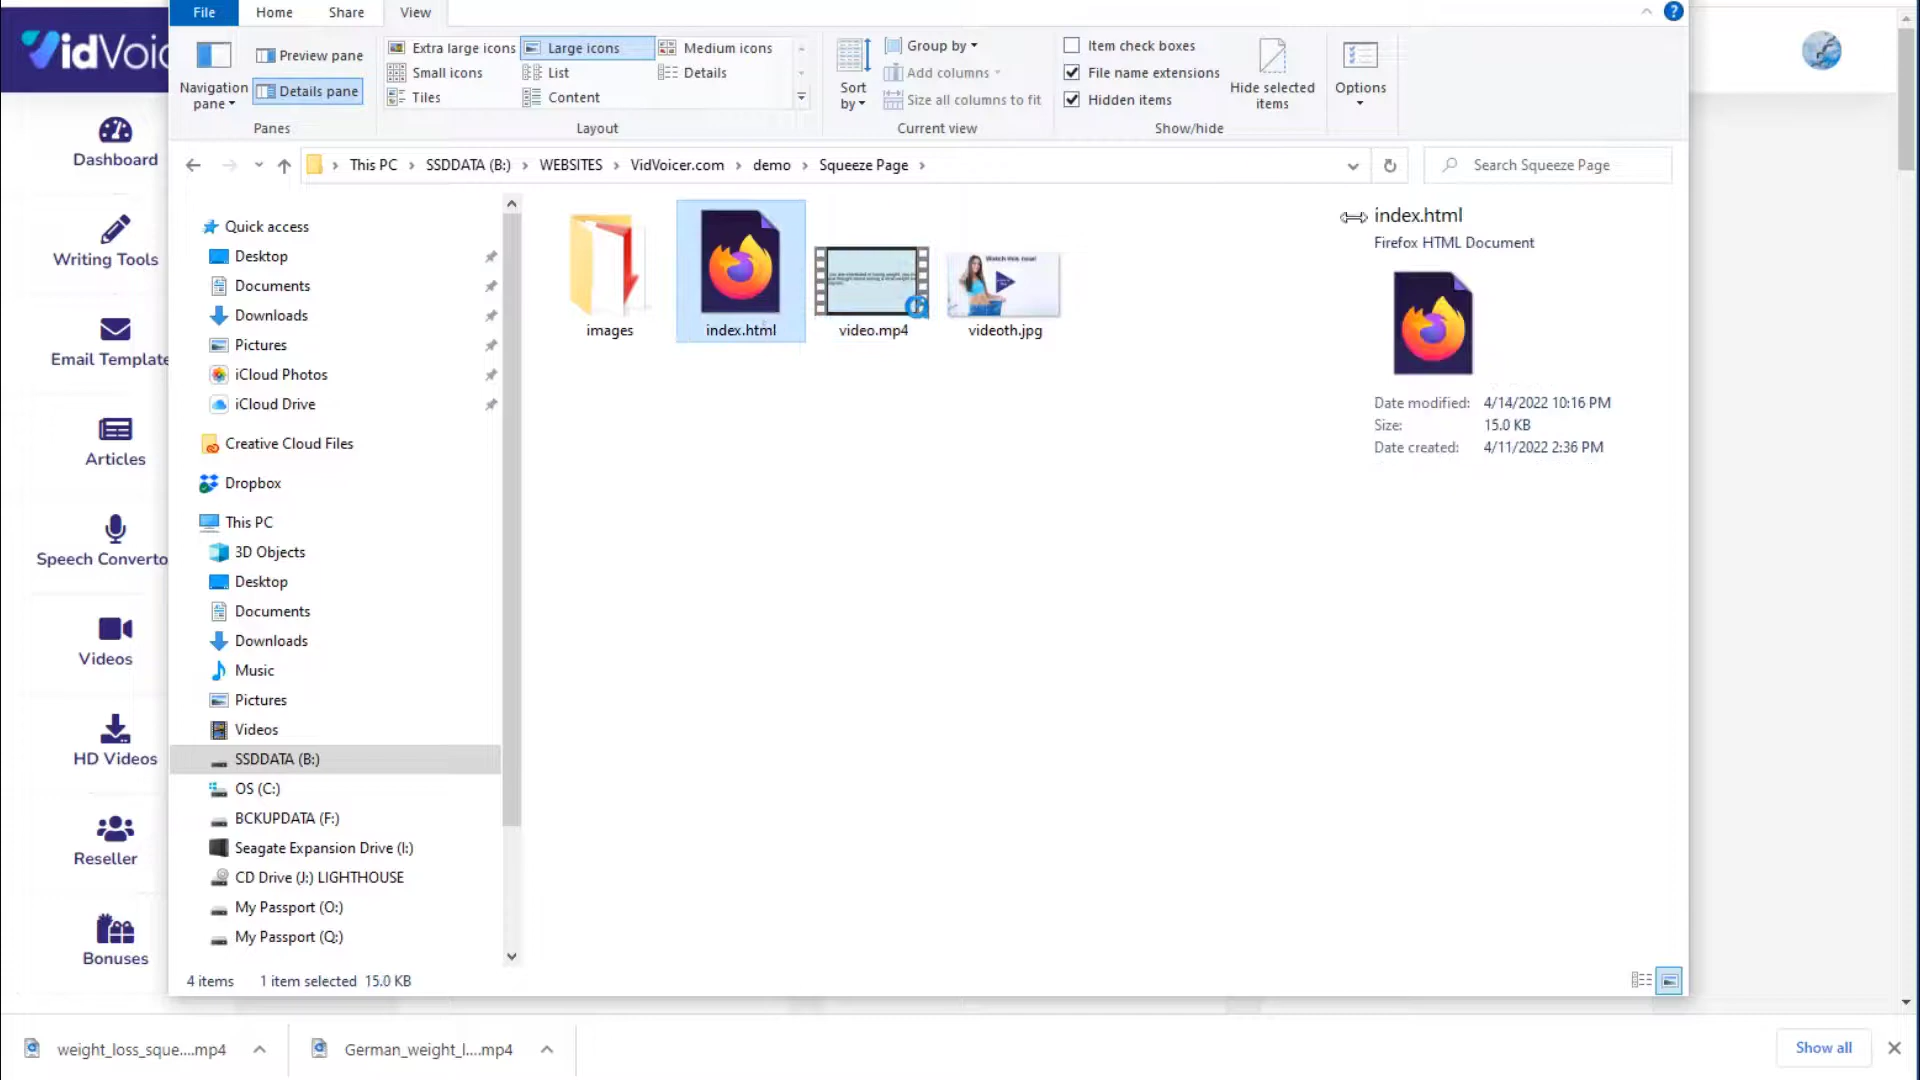 File
Home
Share
View
VidVoic
Navigation
pane
Preview pane
Details pane
Panes
Extra large icons
Large icons
Medium icons
Small icons
List
Details
Tiles
Content
Layout
Sort
by
Group by
Add columns
Size all columns to fit
Current view
Item check boxes
File name extensions
Hidden items
Hide selected
items
Show/hide
Options
This PC
SSDDATA (B:)
WEBSITES
VidVoicer.com
demo
Squeeze Page
Search Squeeze Page
Dashboard
Writing Tools
Email Template
Articles
Speech Converto
Videos
HD Videos
Reseller
Bonuses
Quick access
Desktop
Documents
Downloads
Pictures
iCloud Photos
iCloud Drive
Creative Cloud Files
Dropbox
This PC
3D Objects
Desktop
Documents
Downloads
Music
Pictures
Videos
SSDDATA (B:)
OS (C:)
BCKUPDATA (F:)
Seagate Expansion Drive (I:)
CD Drive (J:) LIGHTHOUSE
My Passport (O:)
My Passport (Q:)
images
index.html
video.mp4
Watch this now!
videoth.jpg
index.html
Firefox HTML Document
Date modified: 4/14/2022 10:16 PM
Size: 15.0 KB
Date created: 4/11/2022 2:36 PM
4 items
1 item selected 15.0 KB
weight_loss_sque....mp4
German_weight_l....mp4
Show all